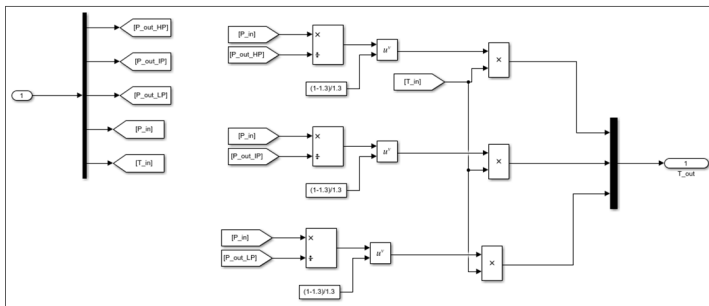 1
[P_out_HP]
[P_out_IP]
[P_out_LP]
[P_in]
[T_in]
[P_in]
[P_out_HP]
×
÷
u^v
(1-1.3)/1.3
[T_in]
×
[P_in]
[P_out_IP]
×
÷
u^v
(1-1.3)/1.3
×
[P_in]
[P_out_LP]
×
÷
u^v
(1-1.3)/1.3
×
1
T_out